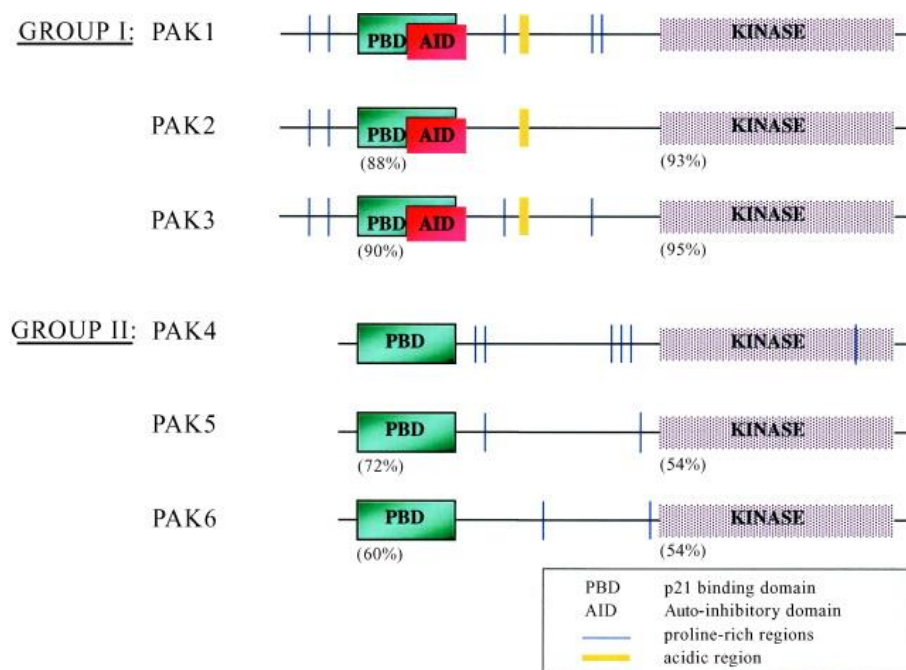 GROUP I: PAK1 PBD AID KINASE
PAK2 PBD AID KINASE
(88%) (93%)
PAK3 PBD AID KINASE
(90%) (95%)
GROUP II: PAK4 PBD KINASE
PAK5 PBD KINASE
(72%) (54%)
PAK6 PBD KINASE
(60%) (54%)
PBD p21 binding domain
AID Auto-inhibitory domain
proline-rich regions
acidic region